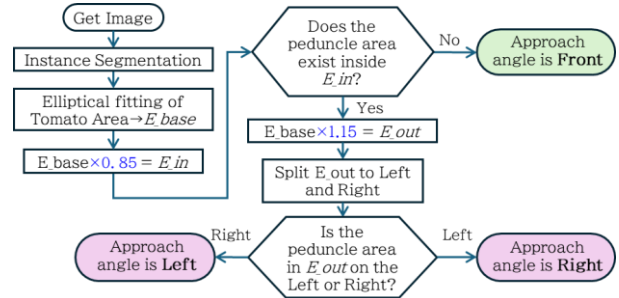 Get Image
Instance Segmentation
Elliptical fitting of
Tomato Area→E_base
E_base×0.85 = E_in
Does the
peduncle area
exist inside
E_in?
No
Approach
angle is Front
Yes
E_base×1.15 = E_out
Split E_out to Left
and Right
Is the
peduncle area
in E_out on the
Left or Right?
Right
Approach
angle is Left
Left
Approach
angle is Right